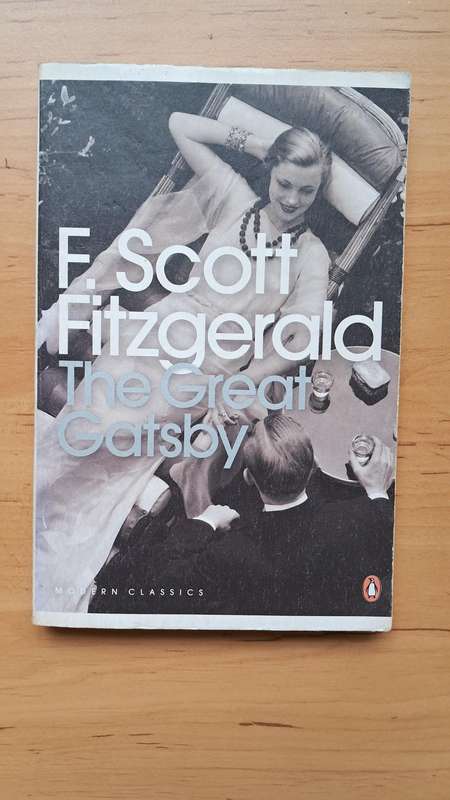 F. Scott
Fitzgerald
The Great
Gatsby
MODERN CLASSICS